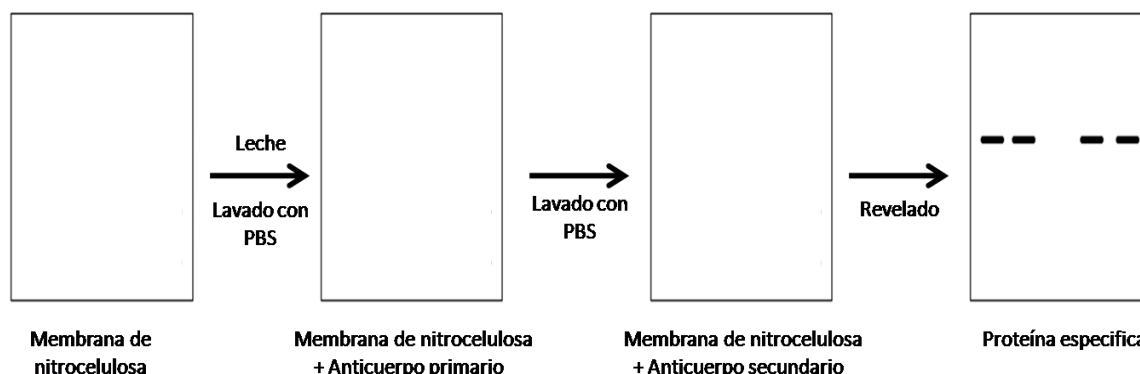 Leche
Lavado con
PBS
Lavado con
PBS
Revelado
Membrana de
nitrocelulosa
Membrana de nitrocelulosa
+ Anticuerpo primario
Membrana de nitrocelulosa
+ Anticuerpo secundario
Proteína especifica